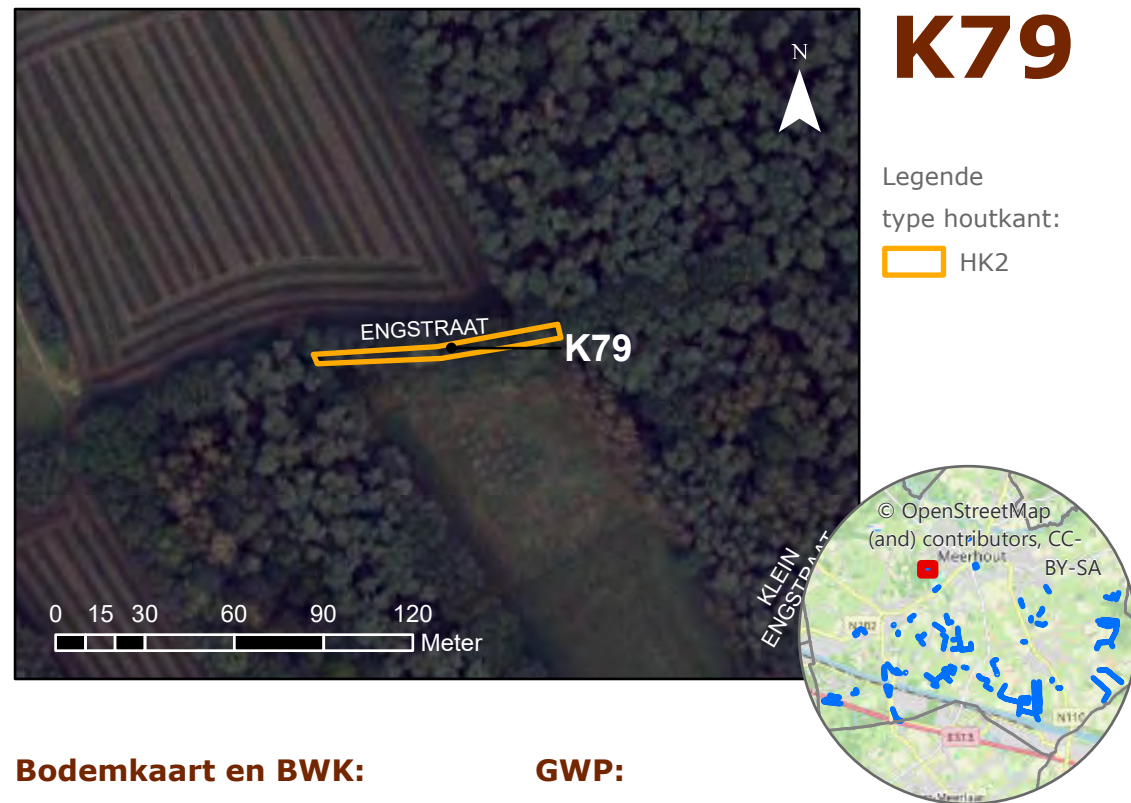 K79
N
Legende
type houtkant:
HK2
ENGSTRAAT
K79
© OpenStreetMap
(and) contributors, CC-
BY-SA
Meerhout
KLEIN
ENGSTRAAT
0 15 30 60 90 120
Meter
N110
E313
Bodemkaart en BWK:
GWP: